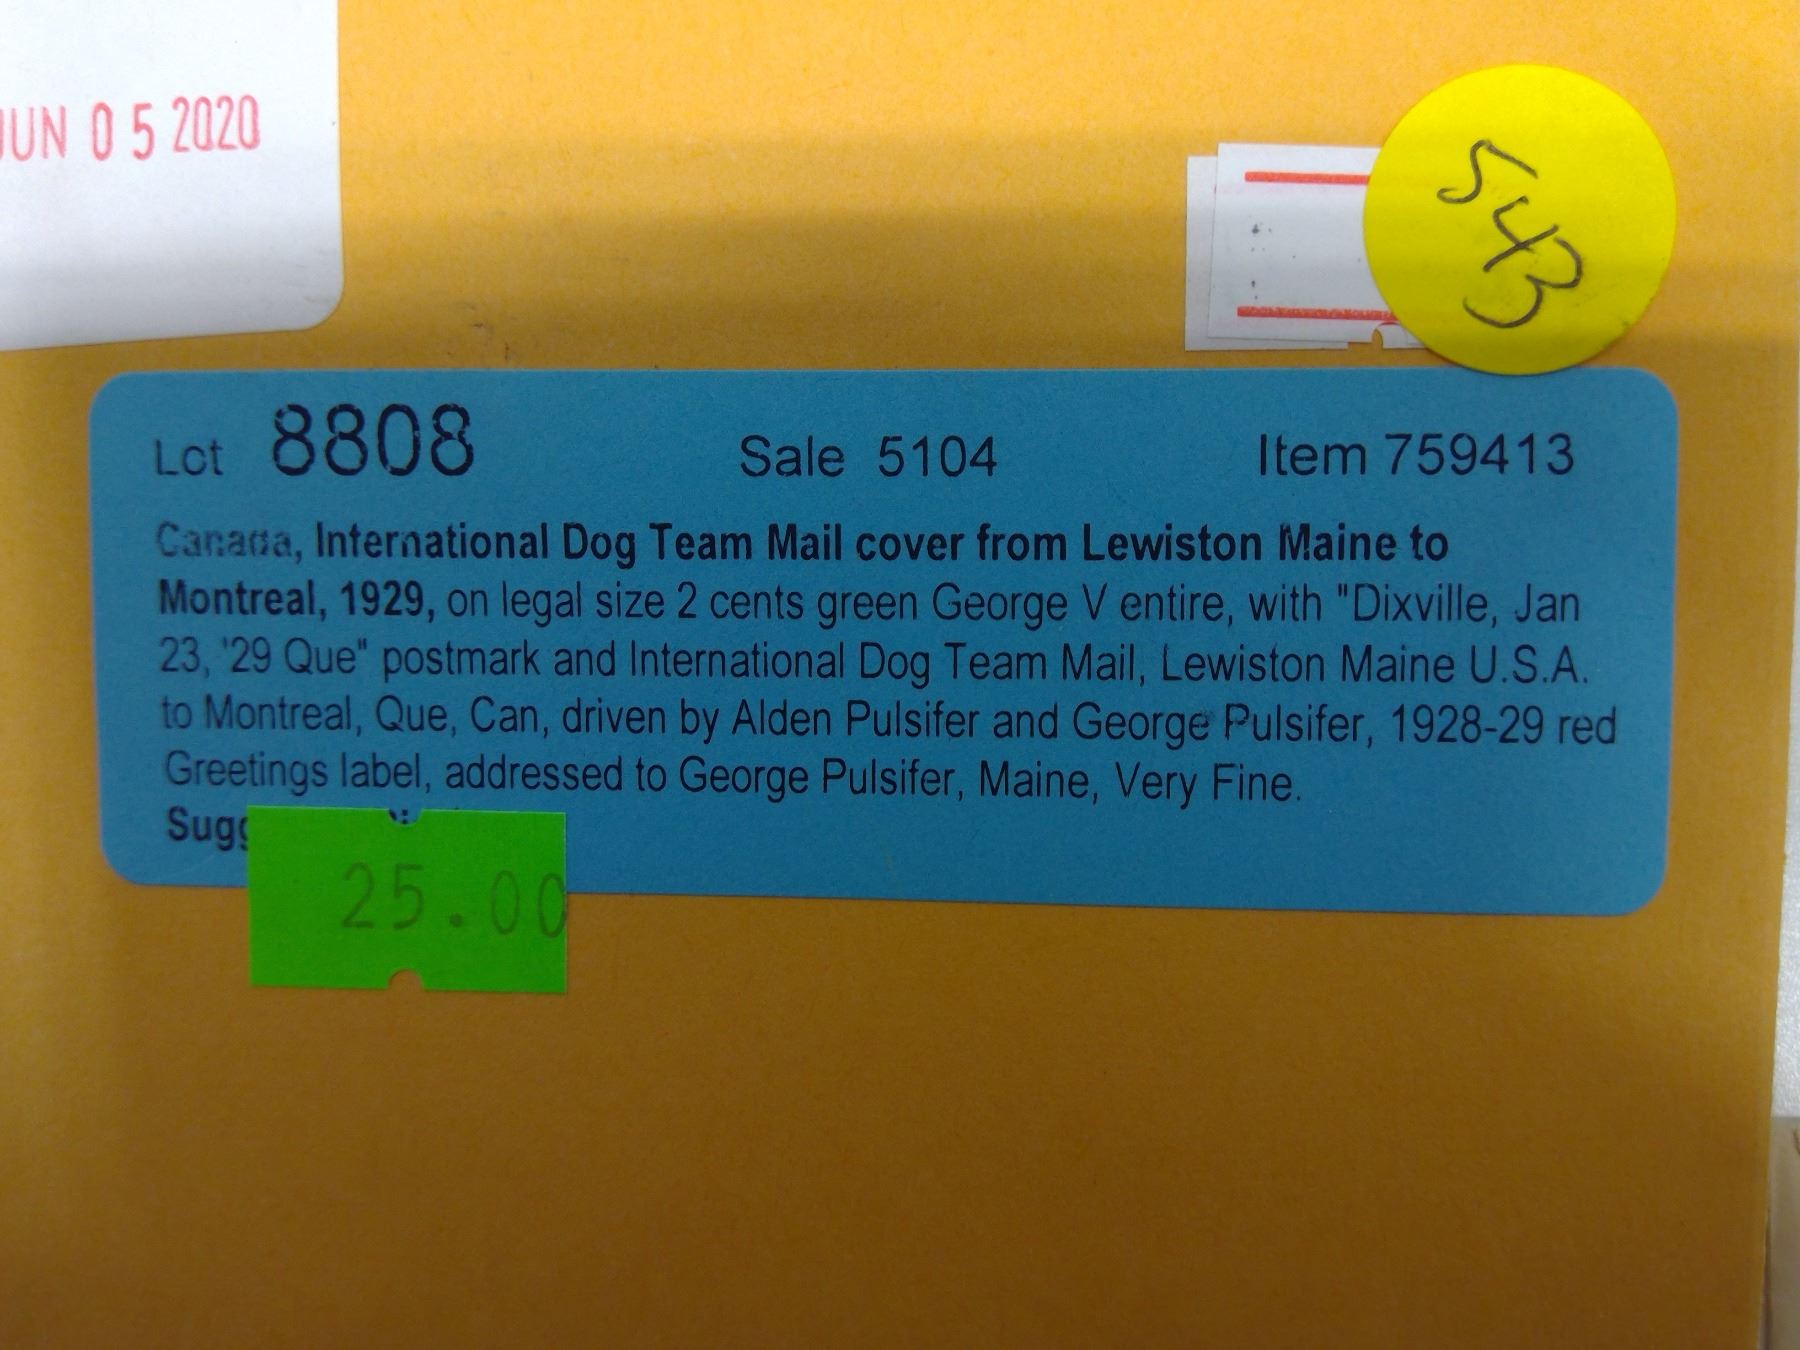 JUN 05 2020
543
Lot 8808 Sale 5104 Item 759413
Canada, International Dog Team Mail cover from Lewiston Maine to
Montreal, 1929, on legal size 2 cents green George V entire, with "Dixville, Jan
23, '29 Que" postmark and International Dog Team Mail, Lewiston Maine U.S.A.
to Montreal, Que, Can, driven by Alden Pulsifer and George Pulsifer, 1928-29 red
Greetings label, addressed to George Pulsifer, Maine, Very Fine.
25.00